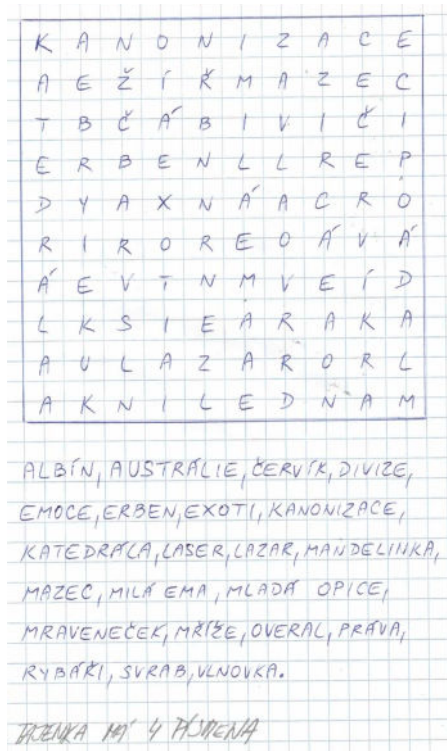 K A N O N I Z A C E
A E Ž Í Ř M A Z E C
T B Č Á B I V I Č I
E R B E N L L R E P
D Y A X N Á A C R O
R I R O R E O Á V Á
Á E V T N M V E Í D
L K S I E A R A K A
A U L A Z A R O R L
A K N I L E D N A M
ALBÍN, AUSTRÁLIE, ČERVÍK, DIVIZE,
EMOCE, ERBEN, EXOTI, KANONIZACE,
KATEDRÁLA, LASER, LAZAR, MANDELINKA,
MAZEC, MILÁ EMA, MLADÁ OPICE,
MRAVENEČEK, MŘÍŽE, OVERAL, PRÁVA,
RYBÁŘI, SVRAB, VLNOVKA.
TAJENKA MÁ 4 PÍSMENA